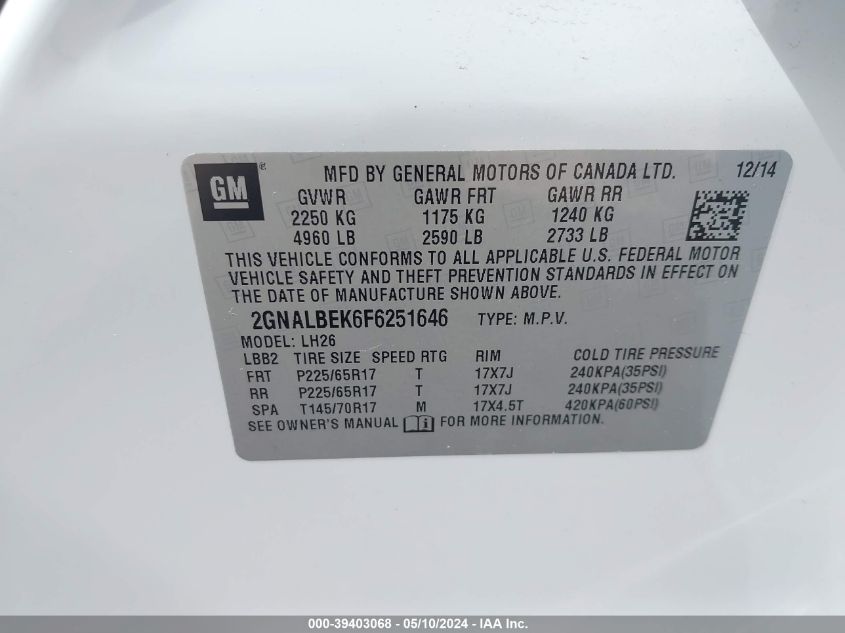 GM ® MFD BY GENERAL MOTORS OF CANADA LTD. 12/14
GVWR GAWR FRT GAWR RR
2250 KG 1175 KG 1240 KG
4960 LB 2590 LB 2733 LB
THIS VEHICLE CONFORMS TO ALL APPLICABLE U.S. FEDERAL MOTOR
VEHICLE SAFETY AND THEFT PREVENTION STANDARDS IN EFFECT ON
THE DATE OF MANUFACTURE SHOWN ABOVE.
2GNALBEK6F6251646 TYPE: M.P.V.
MODEL: LH26
LBB2 TIRE SIZE SPEED RTG RIM COLD TIRE PRESSURE
FRT P225/65R17 T 17X7J 240KPA(35PSI)
RR P225/65R17 T 17X7J 240KPA(35PSI)
SPA T145/70R17 M 17X4.5T 420KPA(60PSI)
SEE OWNER'S MANUAL i FOR MORE INFORMATION.
000-39403068 - 05/10/2024 - IAA Inc.